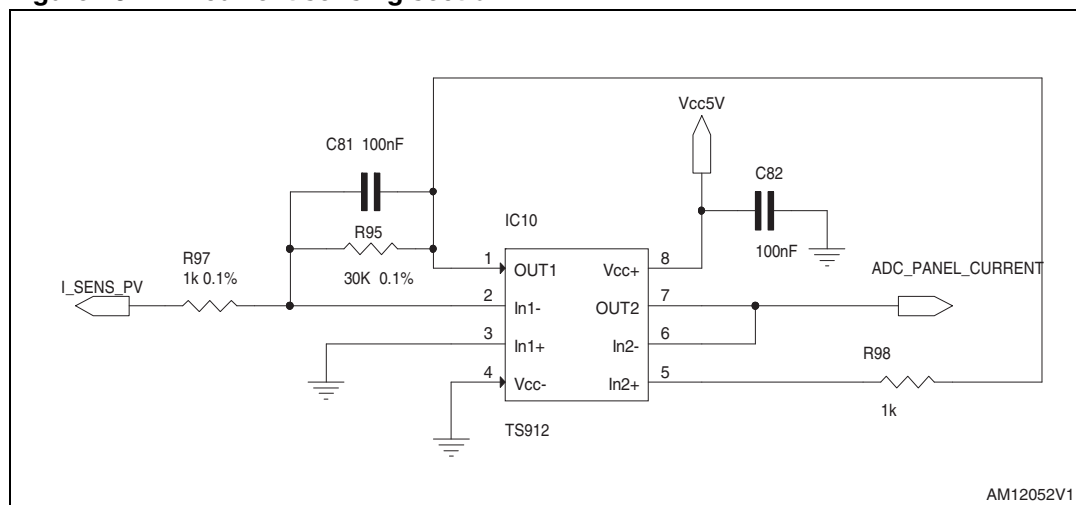 Vcc5V
C81 100nF
C82
IC10
R95
100nF
R97
1k 0.1%
30K 0.1%
1
OUT1
Vcc+
8
ADC_PANEL_CURRENT
I_SENS_PV
2
In1-
OUT2
7
3
In1+
In2-
6
R98
4
Vcc-
In2+
5
1k
TS912
AM12052V1